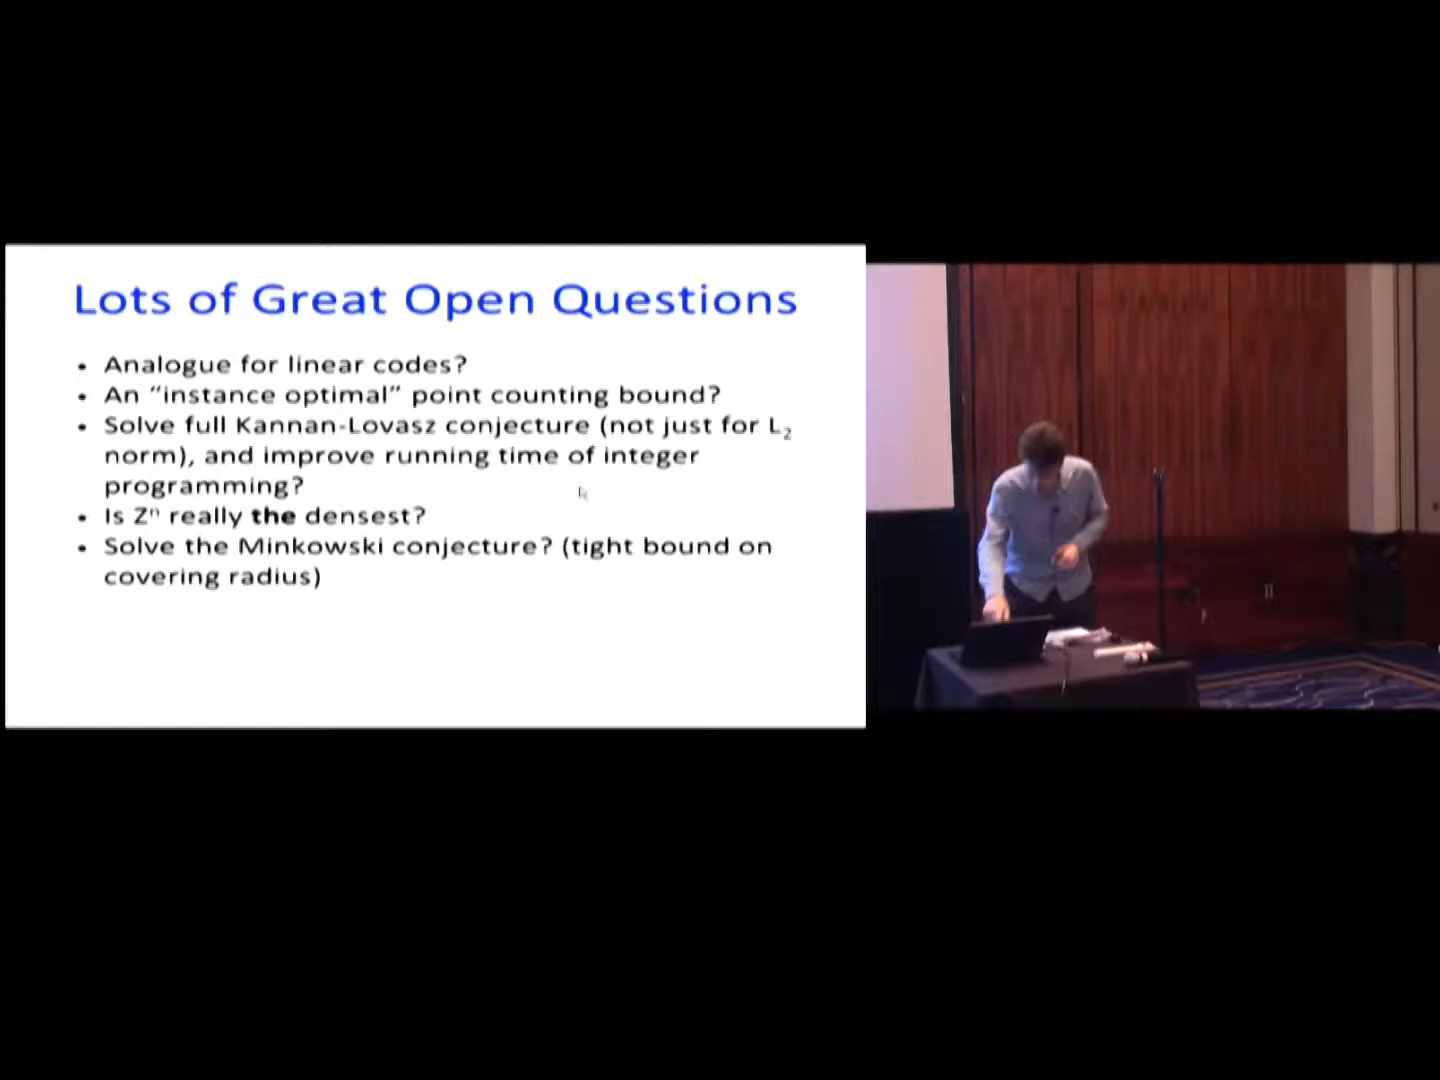 Lots of Great Open Questions
• Analogue for linear codes?
• An “instance optimal” point counting bound?
• Solve full Kannan-Lovasz conjecture (not just for L₂
norm), and improve running time of integer
programming?
• Is Zⁿ really the densest?
• Solve the Minkowski conjecture? (tight bound on
covering radius)